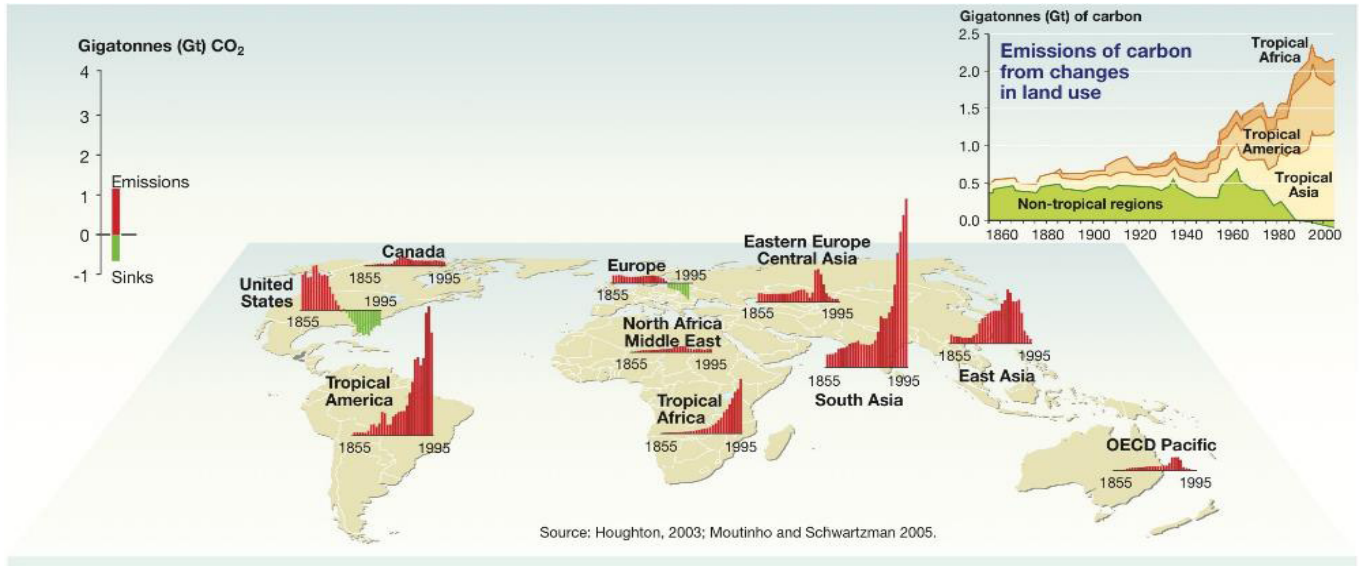 Gigatonnes (Gt) CO₂
4
3
2
1
0
-1
Emissions
Sinks
Gigatonnes (Gt) of carbon
2.5
2.0
1.5
1.0
0.5
0.0
Emissions of carbon
from changes
in land use
Tropical
Africa
Tropical
America
Tropical
Asia
Non-tropical regions
1860 1880 1900 1920 1940 1960 1980 2000
Canada
1855 1995
United
States
1855 1995
Europe
1855 1995
Eastern Europe
Central Asia
1855 1995
North Africa
Middle East
1855 1995
Tropical
America
1855 1995
Tropical
Africa
1855 1995
South Asia
1855 1995
East Asia
1855 1995
OECD Pacific
1855 1995
Source: Houghton, 2003; Moutinho and Schwartzman 2005.